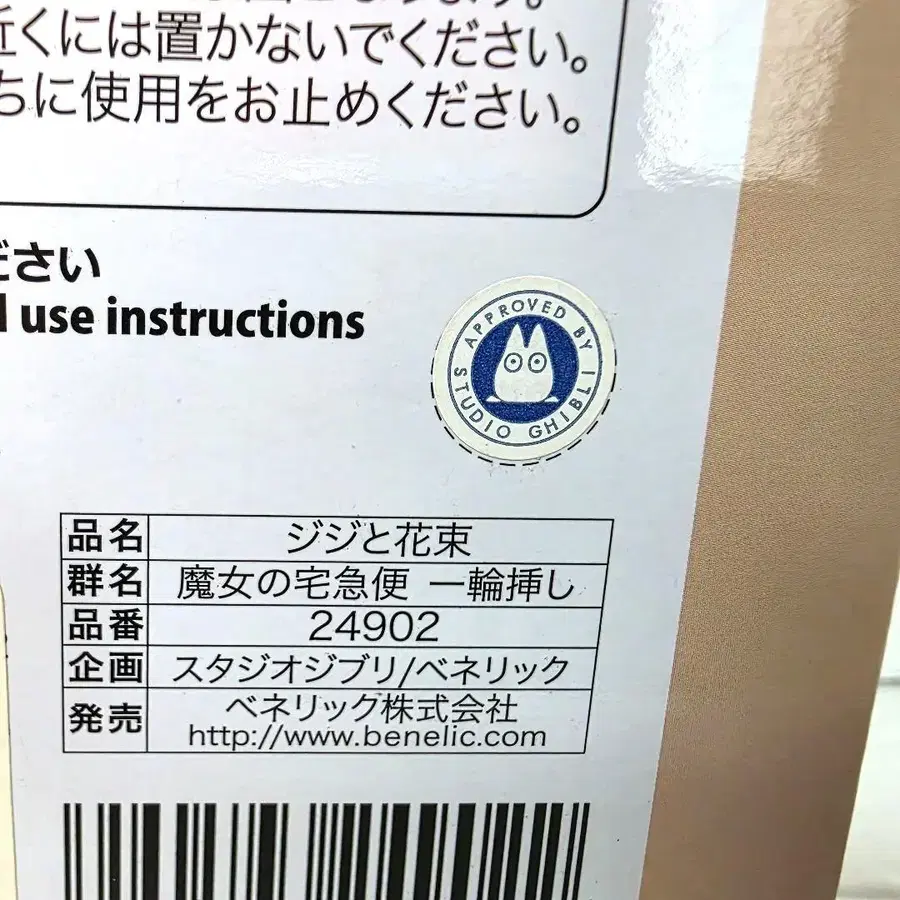 近くには置かないでください。
ちに使用をお止めください。
ださい
use instructions
APPROVED BY
STUDIO GHIBLI
品名 ジジと花束
群名 魔女の宅急便 一輪挿し
品番 24902
企画 スタジオジブリ/ベネリック
発売 ベネリック株式会社
http://www.benelic.com